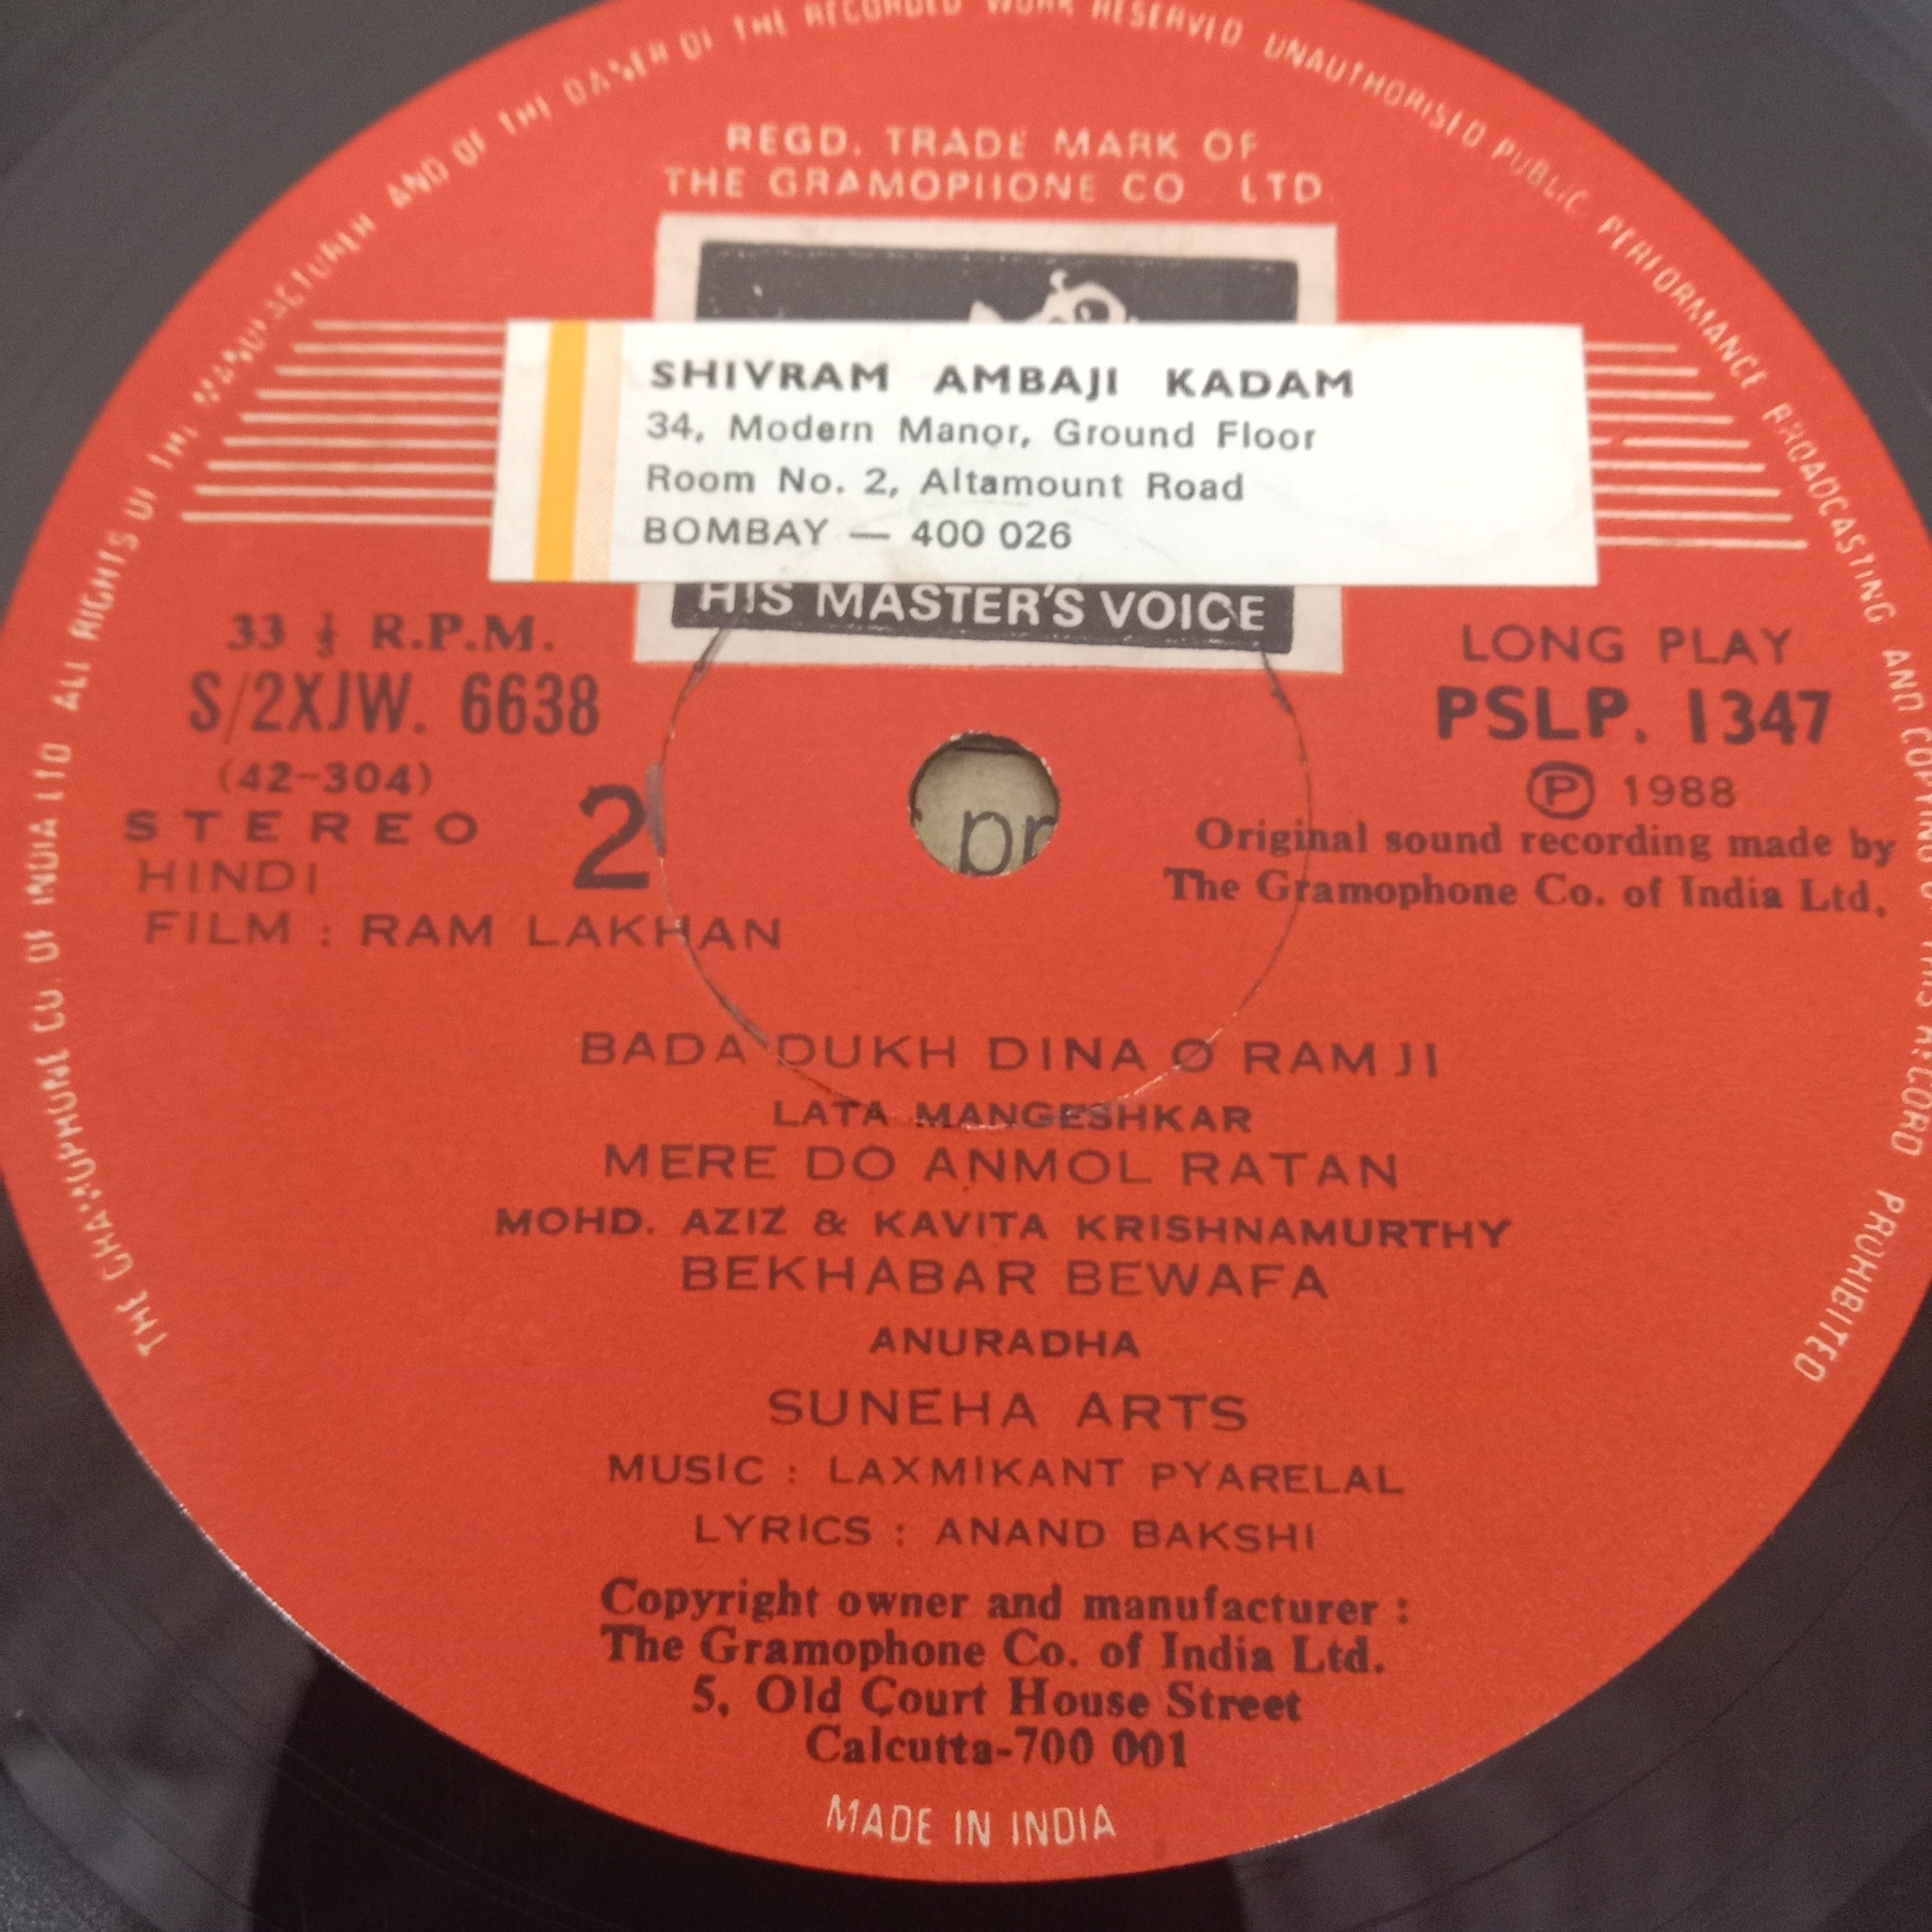 THE GRAMOPHONE CO. OF INDIA LTD ALL RIGHTS OF THE MANUFACTURER AND OF THE OWNER OF THE RECORDED WORK RESERVED UNAUTHORISED PUBLIC PERFORMANCE BROADCASTING AND COPYING OF THIS RECORD PROHIBITED
REGD. TRADE MARK OF
THE GRAMOPHONE CO. LTD.
SHIVRAM AMBAJI KADAM
34, Modern Manor, Ground Floor
Room No. 2, Altamount Road
BOMBAY — 400 026
HIS MASTER'S VOICE
33 ⅓ R.P.M.
S/2XJW. 6638
(42-304)
STEREO
HINDI
2
FILM : RAM LAKHAN
LONG PLAY
PSLP. 1347
Ⓟ 1988
Original sound recording made by
The Gramophone Co. of India Ltd.
pr
BADA DUKH DINA O RAMJI
LATA MANGESHKAR
MERE DO ANMOL RATAN
MOHD. AZIZ & KAVITA KRISHNAMURTHY
BEKHABAR BEWAFA
ANURADHA
SUNEHA ARTS
MUSIC : LAXMIKANT PYARELAL
LYRICS : ANAND BAKSHI
Copyright owner and manufacturer :
The Gramophone Co. of India Ltd.
5, Old Court House Street
Calcutta-700 001
MADE IN INDIA